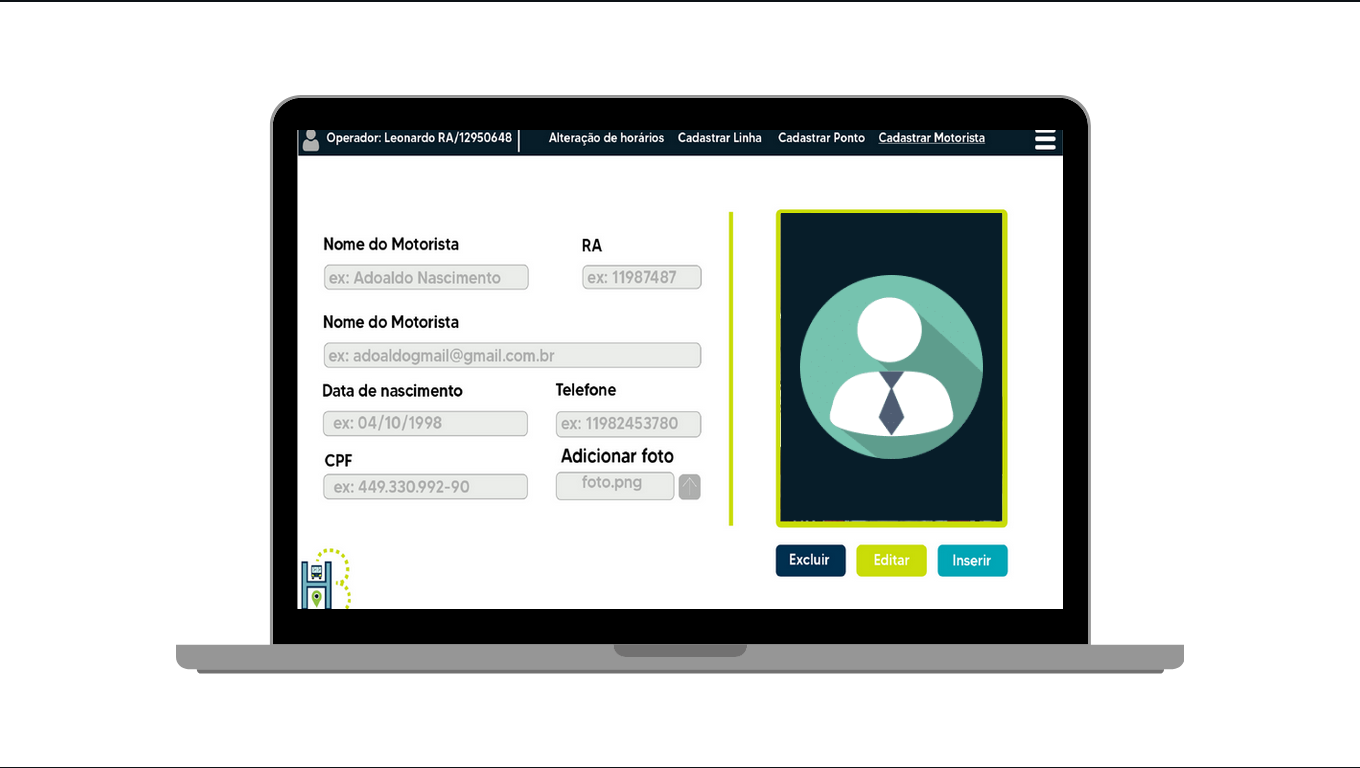 Operador: Leonardo RA/12950648 Alteração de horários Cadastrar Linha Cadastrar Ponto Cadastrar Motorista
Nome do Motorista RA
ex: Adoaldo Nascimento ex: 11987487
Nome do Motorista
ex: adoaldogmail@gmail.com.br
Data de nascimento Telefone
ex: 04/10/1998 ex: 11982453780
CPF Adicionar foto
ex: 449.330.992-90 foto.png
Excluir Editar Inserir